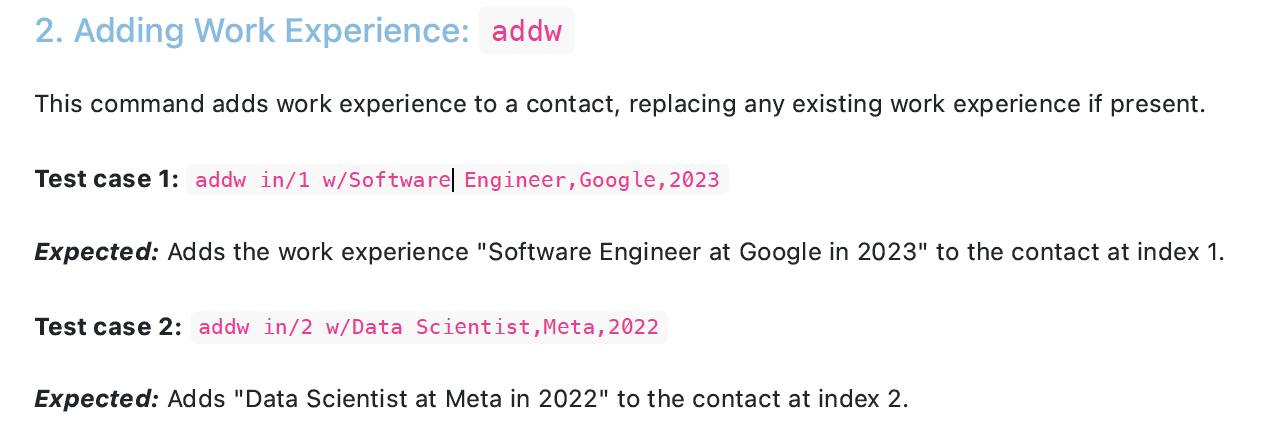 2. Adding Work Experience: addw
This command adds work experience to a contact, replacing any existing work experience if present.
Test case 1: addw in/1 w/Software Engineer,Google,2023
Expected: Adds the work experience "Software Engineer at Google in 2023" to the contact at index 1.
Test case 2: addw in/2 w/Data Scientist,Meta,2022
Expected: Adds "Data Scientist at Meta in 2022" to the contact at index 2.